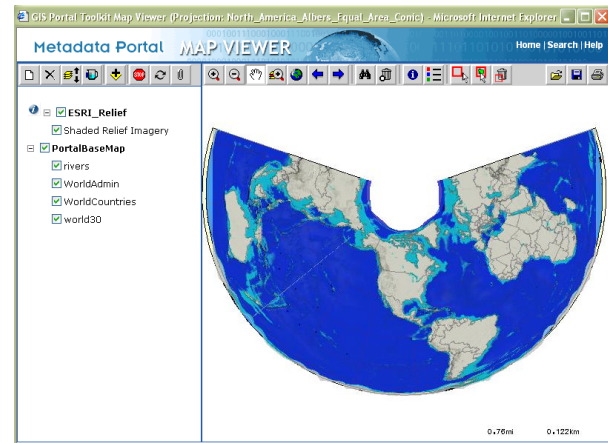 GIS Portal Toolkit Map Viewer (Projection: North_America_Albers_Equal_Area_Conic) - Microsoft Internet Explorer
Metadata Portal MAP VIEWER
Home | Search | Help
STOP
ESRI_Relief
Shaded Relief Imagery
PortalBaseMap
rivers
WorldAdmin
WorldCountries
world30
0.76mi 0.122km